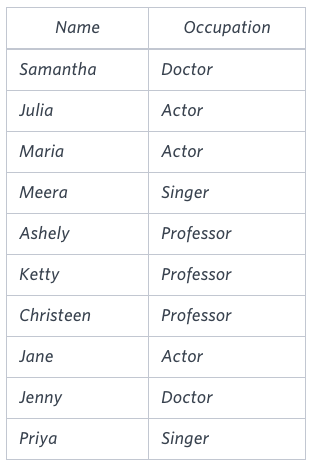 Name Occupation
Samantha Doctor
Julia Actor
Maria Actor
Meera Singer
Ashely Professor
Ketty Professor
Christeen Professor
Jane Actor
Jenny Doctor
Priya Singer